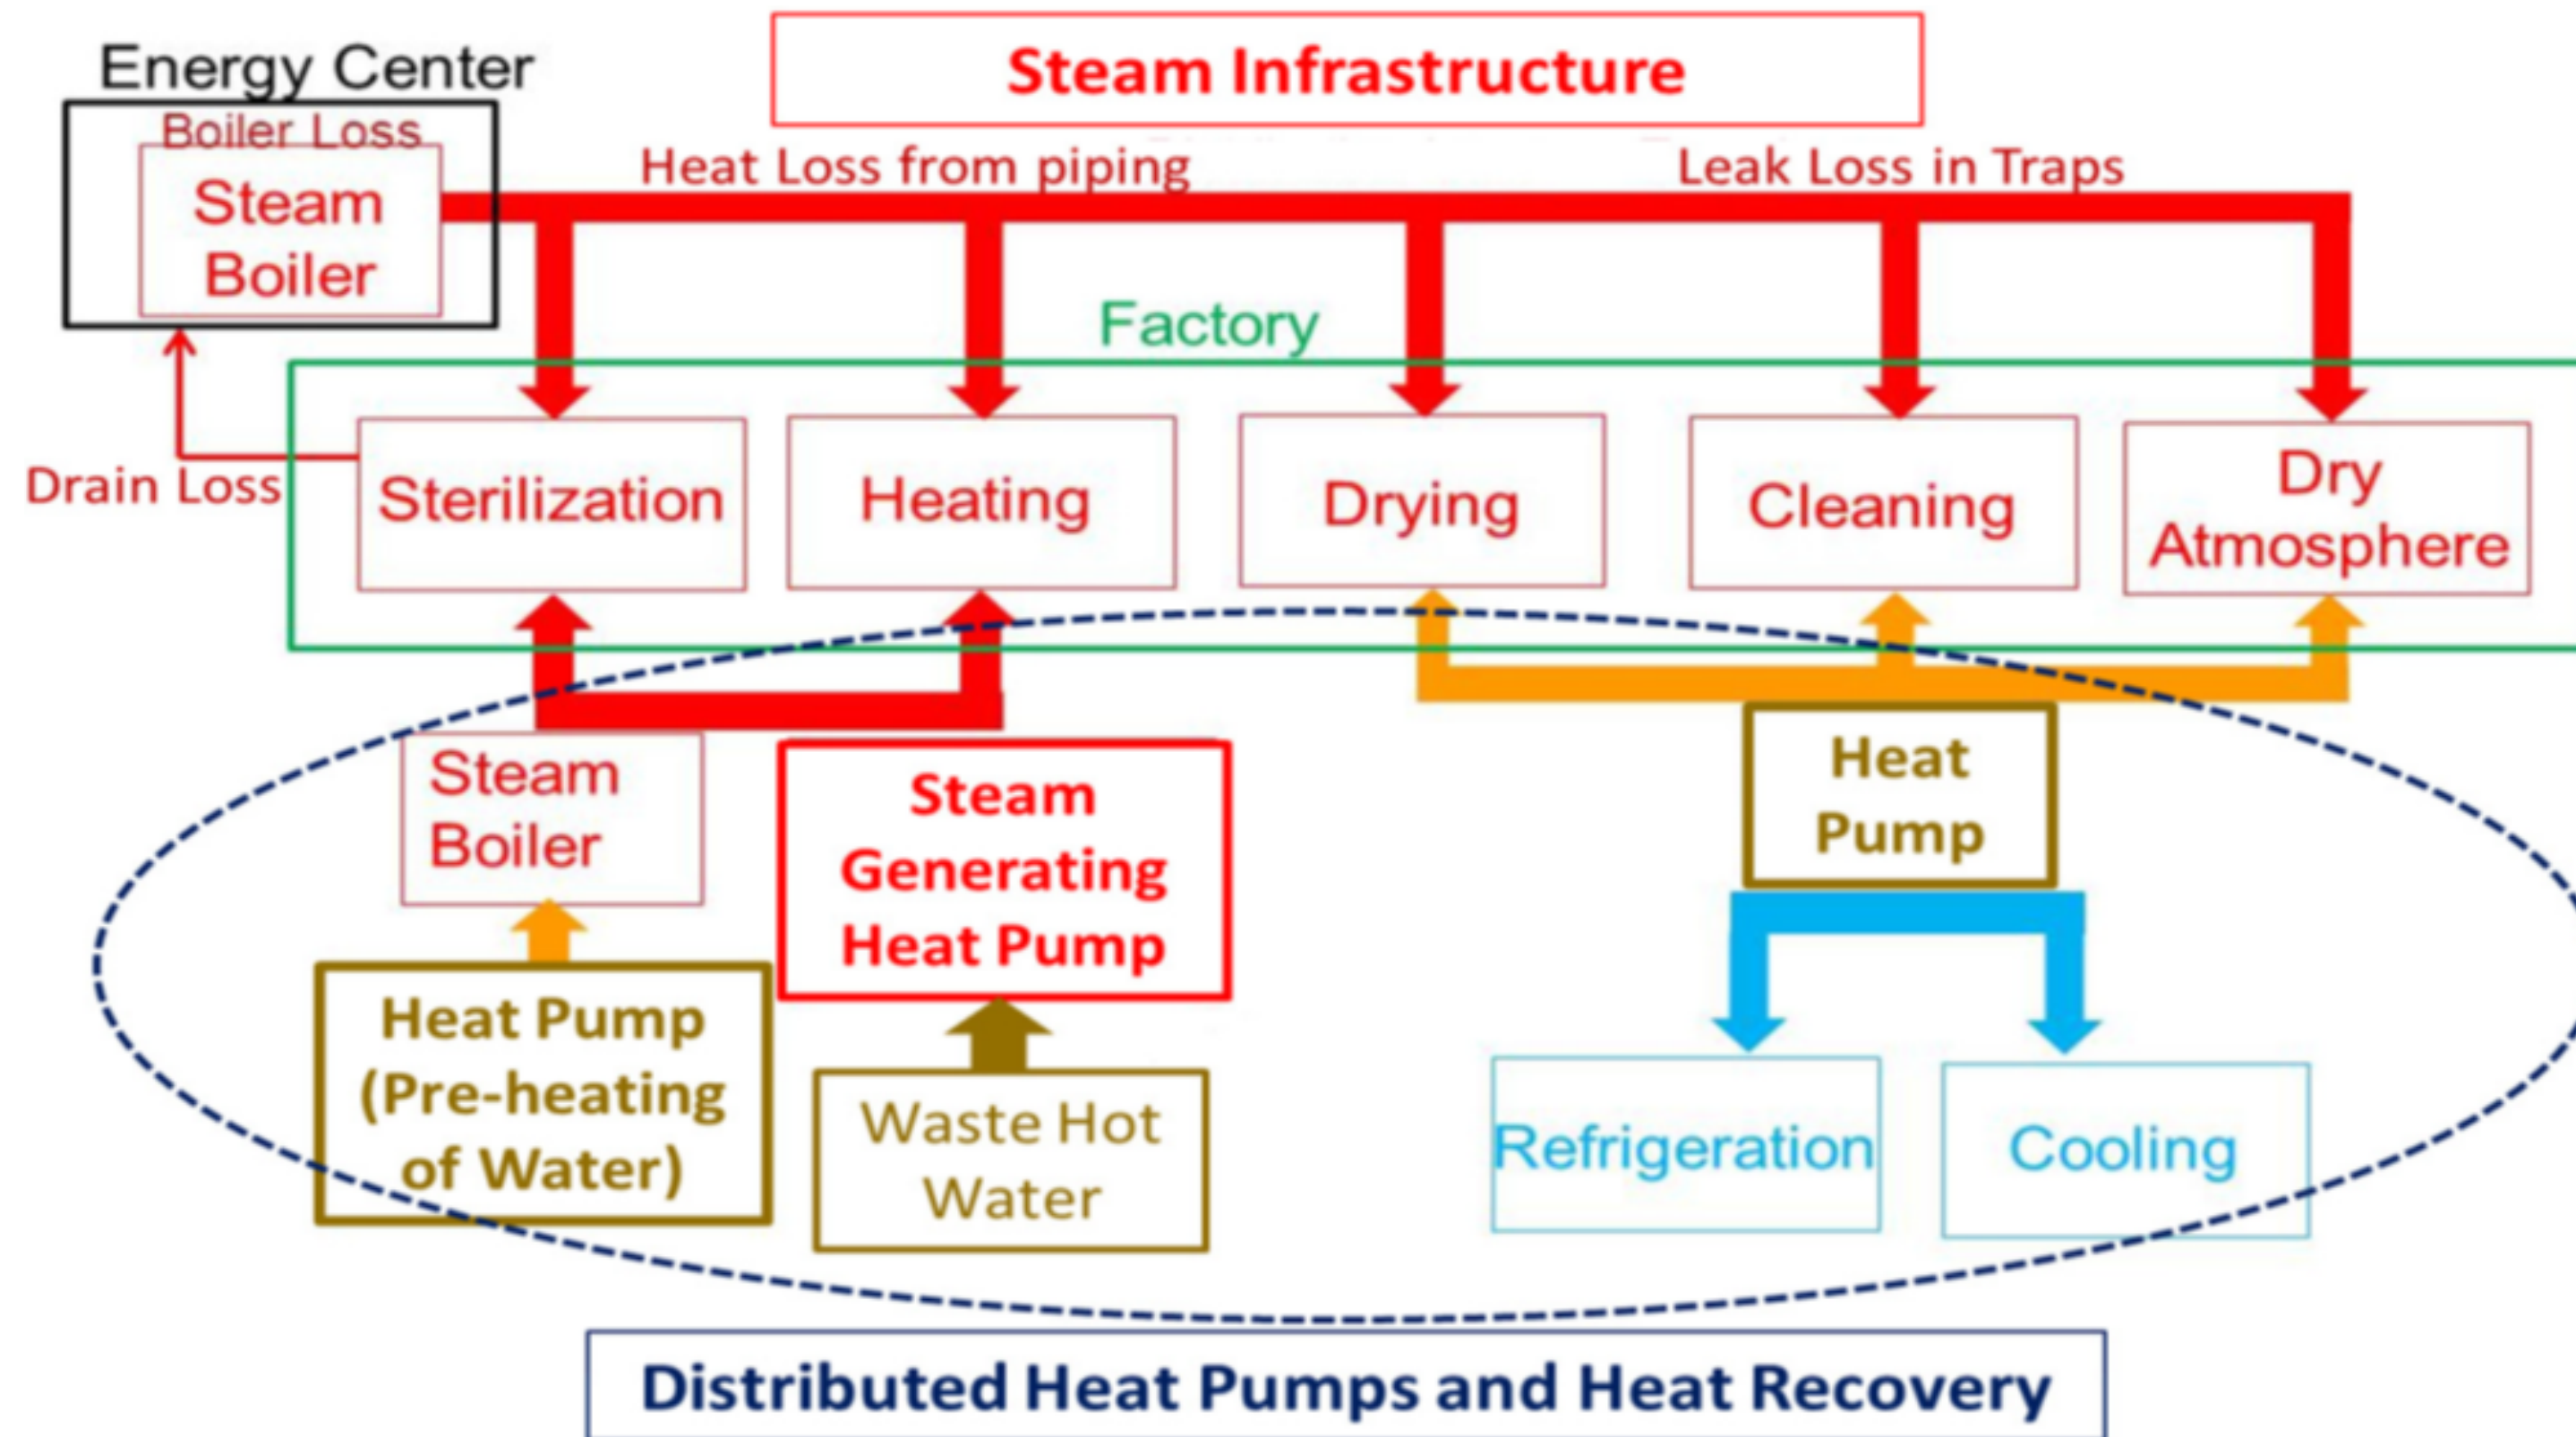 Steam Infrastructure
Energy Center
Boiler Loss
Steam
Boiler
Heat Loss from piping
Leak Loss in Traps
Factory
Drain Loss
Sterilization
Heating
Drying
Cleaning
Dry
Atmosphere
Steam
Boiler
Steam
Generating
Heat Pump
Heat
Pump
Heat Pump
(Pre-heating
of Water)
Waste Hot
Water
Refrigeration
Cooling
Distributed Heat Pumps and Heat Recovery